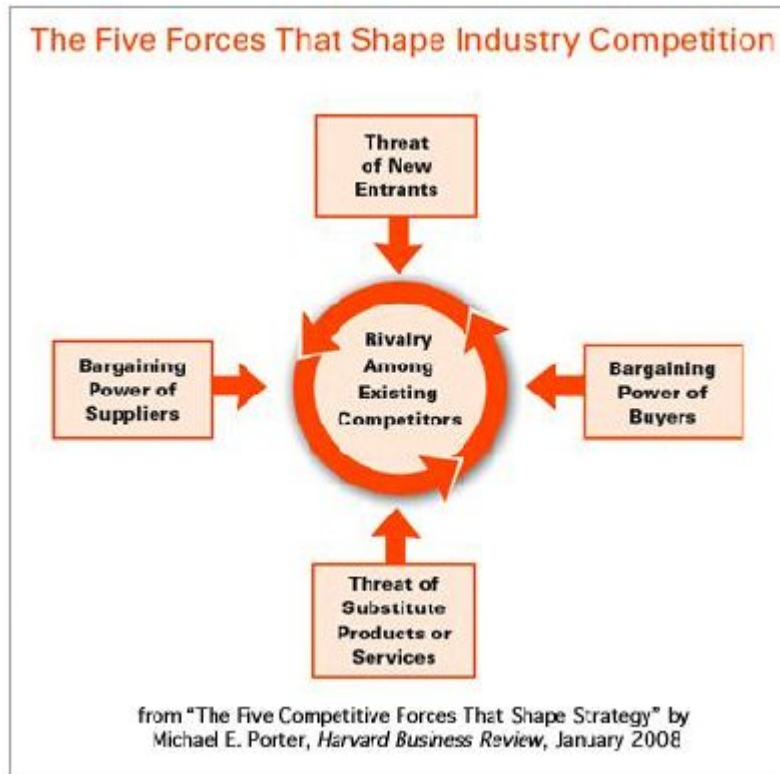 The Five Forces That Shape Industry Competition
Threat
of New
Entrants
Bargaining
Power of
Suppliers
Rivalry
Among
Existing
Competitors
Bargaining
Power of
Buyers
Threat of
Substitute
Products or
Services
from “The Five Competitive Forces That Shape Strategy” by
Michael E. Porter, Harvard Business Review, January 2008